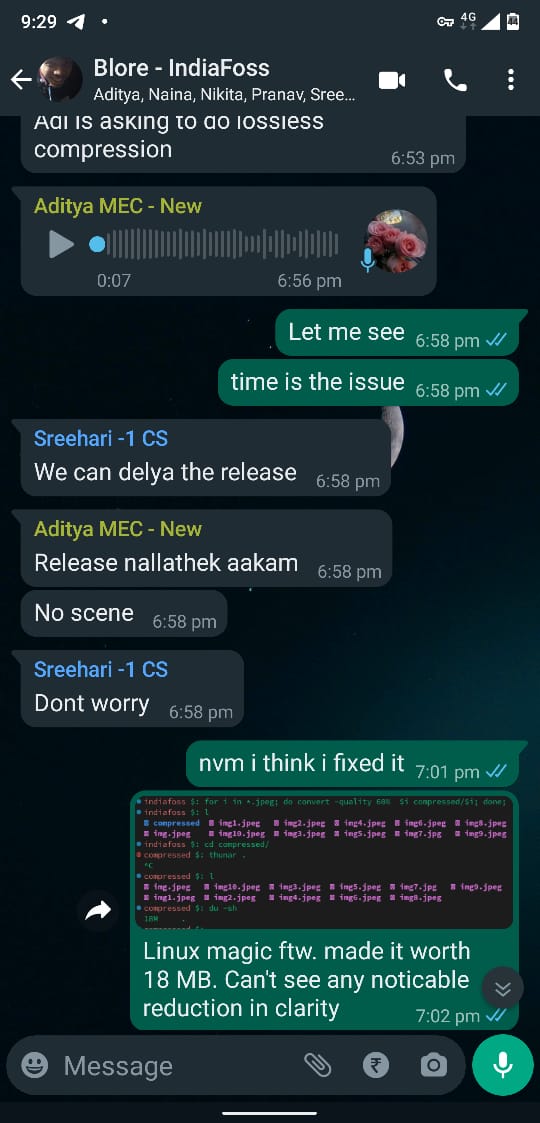 9:29
4G
44
Blore - IndiaFoss
Aditya, Naina, Nikita, Pranav, Sree...
Adi is asking to do lossless
compression
6:53 pm
Aditya MEC - New
0:07
6:56 pm
Let me see 6:58 pm
time is the issue 6:58 pm
Sreehari -1 CS
We can delya the release 6:58 pm
Aditya MEC - New
Release nallathek aakam 6:58 pm
No scene 6:58 pm
Sreehari -1 CS
Dont worry 6:58 pm
nvm i think i fixed it 7:01 pm
indiafoss $: for i in *.jpeg; do convert -quality 60% $i compressed/$i; done;
indiafoss $: l
compressed img1.jpeg img2.jpeg img4.jpeg img6.jpeg img8.jpeg
img.jpeg img10.jpeg img3.jpeg img5.jpeg img7.jpg img9.jpeg
indiafoss $: cd compressed/
compressed $: thunar .
^C
compressed $: l
img.jpeg img10.jpeg img3.jpeg img5.jpeg img7.jpg img9.jpeg
img1.jpeg img2.jpeg img4.jpeg img6.jpeg img8.jpeg
compressed $: du -sh
18M .
Linux magic ftw. made it worth
18 MB. Can't see any noticable
reduction in clarity
7:02 pm
Message